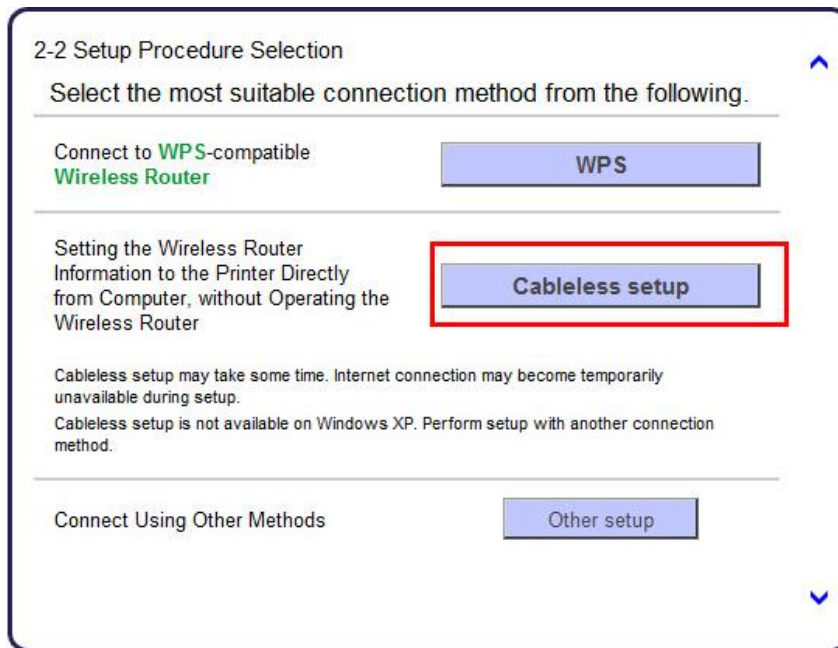 2-2 Setup Procedure Selection
Select the most suitable connection method from the following.
Connect to WPS-compatible
Wireless Router
WPS
Setting the Wireless Router
Information to the Printer Directly
from Computer, without Operating the
Wireless Router
Cableless setup
Cableless setup may take some time. Internet connection may become temporarily
unavailable during setup.
Cableless setup is not available on Windows XP. Perform setup with another connection
method.
Connect Using Other Methods
Other setup